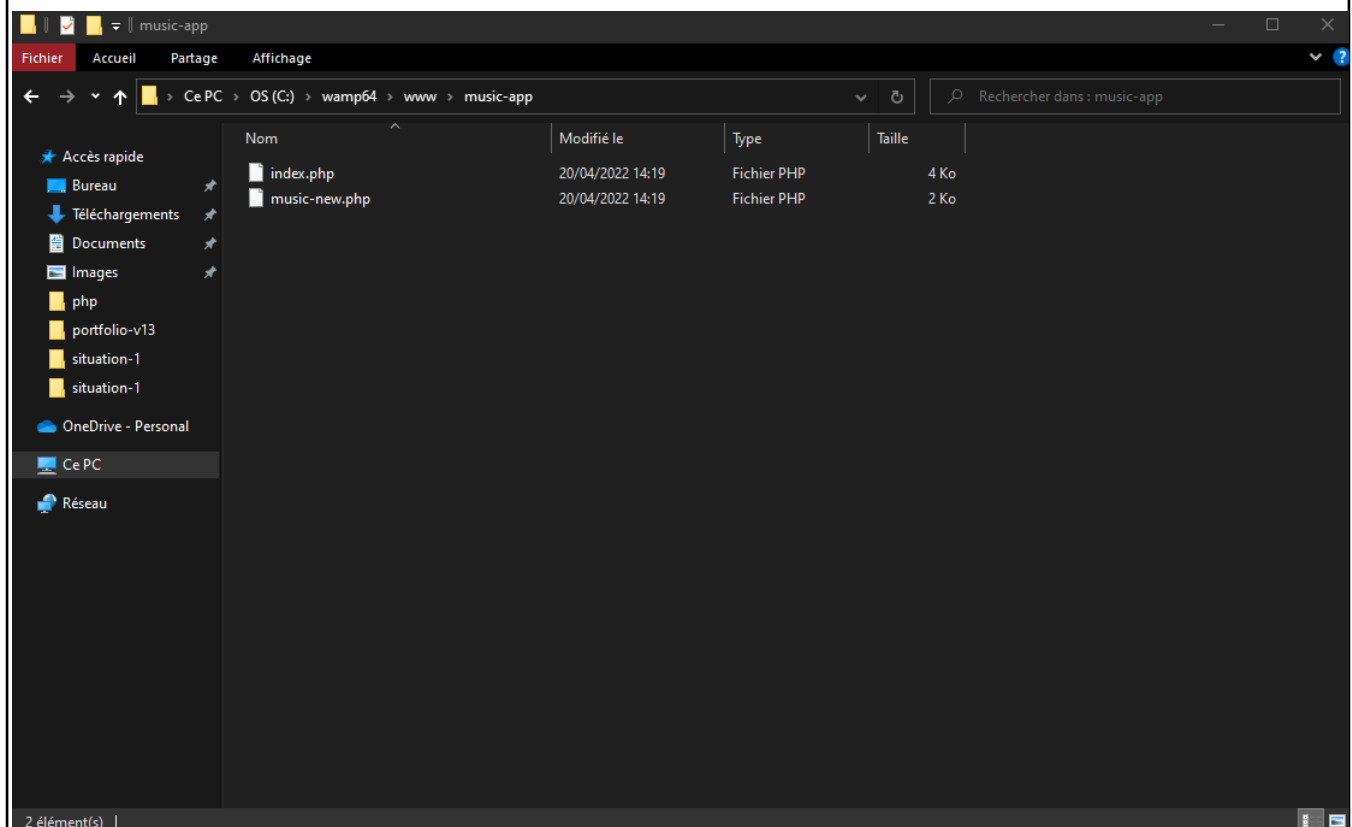 music-app
Fichier Accueil Partage Affichage
Ce PC > OS (C:) > wamp64 > www > music-app
Rechercher dans : music-app
Nom Modifié le Type Taille
Accès rapide
index.php 20/04/2022 14:19 Fichier PHP 4 Ko
Bureau
music-new.php 20/04/2022 14:19 Fichier PHP 2 Ko
Téléchargements
Documents
Images
php
portfolio-v13
situation-1
situation-1
OneDrive - Personal
Ce PC
Réseau
2 élément(s)